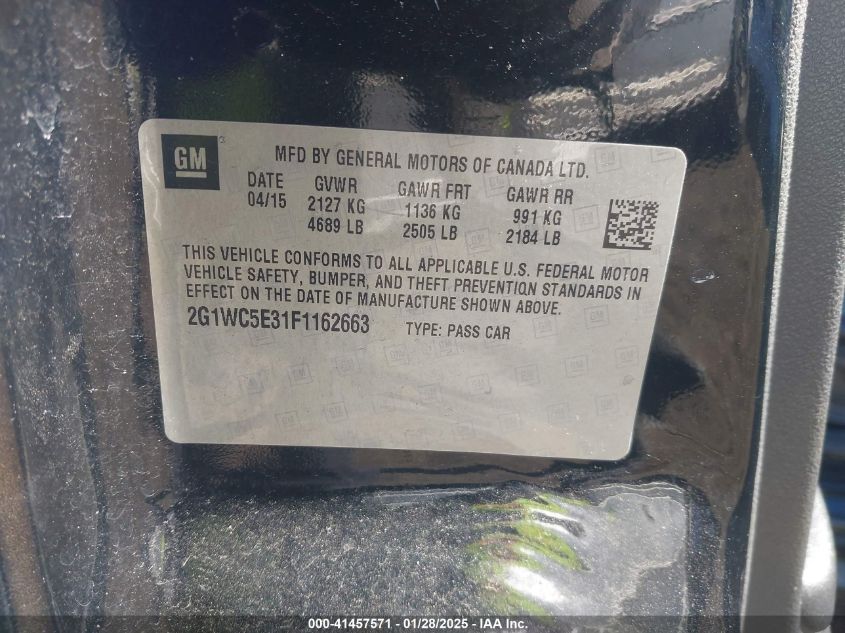 GM
MFD BY GENERAL MOTORS OF CANADA LTD.
DATE GVWR GAWR FRT GAWR RR
04/15 2127 KG 1136 KG 991 KG
4689 LB 2505 LB 2184 LB
THIS VEHICLE CONFORMS TO ALL APPLICABLE U.S. FEDERAL MOTOR
VEHICLE SAFETY, BUMPER, AND THEFT PREVENTION STANDARDS IN
EFFECT ON THE DATE OF MANUFACTURE SHOWN ABOVE.
2G1WC5E31F1162663 TYPE: PASS CAR
000-41457571 | 01/28/2025 | IAA Inc.